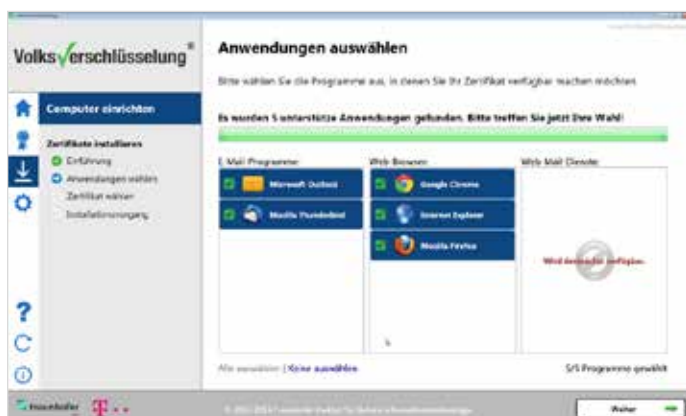 Volksverschlüsselung®
Anwendungen auswählen
Bitte wählen Sie die Programme aus, in denen Sie Ihr Zertifikat verfügbar machen möchten
Computer einrichten
Es wurden 5 unterstütze Anwendungen gefunden. Bitte treffen Sie jetzt Ihre Wahl!
Zertifikate installieren
Einführung
Anwendungen wählen
Zertifikat wählen
Installationsvorgang
E-Mail Programme
Web Browser
Web Mail Dienste
Microsoft Outlook
Mozilla Thunderbird
Google Chrome
Internet Explorer
Mozilla Firefox
Wird demnächst verfügbar.
Alle auswählen | Keine auswählen
5/5 Programme gewählt
Fraunhofer
T
Weiter